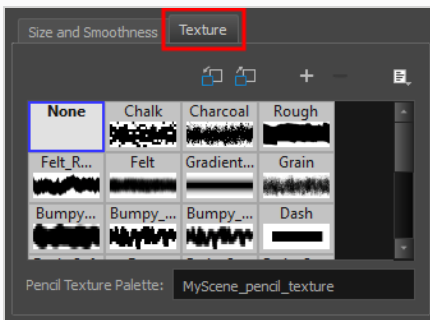 Size and Smoothness Texture
None Chalk Charcoal Rough
Felt_R... Felt Gradient... Grain
Bumpy... Bumpy_... Bumpy_... Dash
Pencil Texture Palette: MyScene_pencil_texture